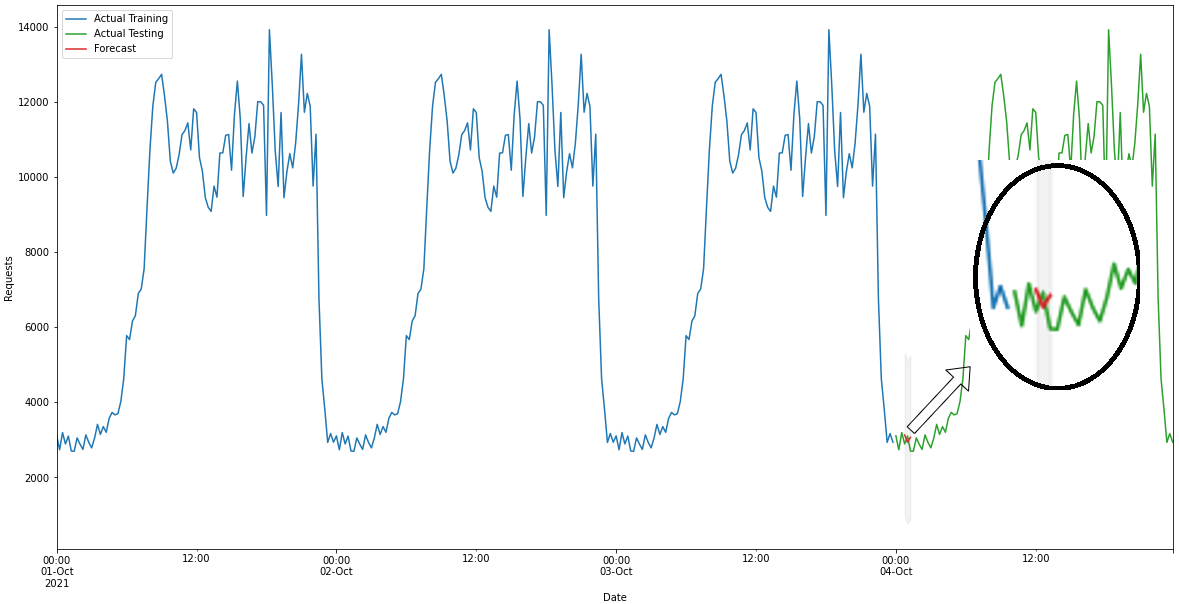 Actual Training
Actual Testing
Forecast
14000
12000
10000
8000
6000
4000
2000
Requests
00:00 12:00 00:00 12:00 00:00 12:00 00:00 12:00
01-Oct 02-Oct 03-Oct 04-Oct
2021
Date